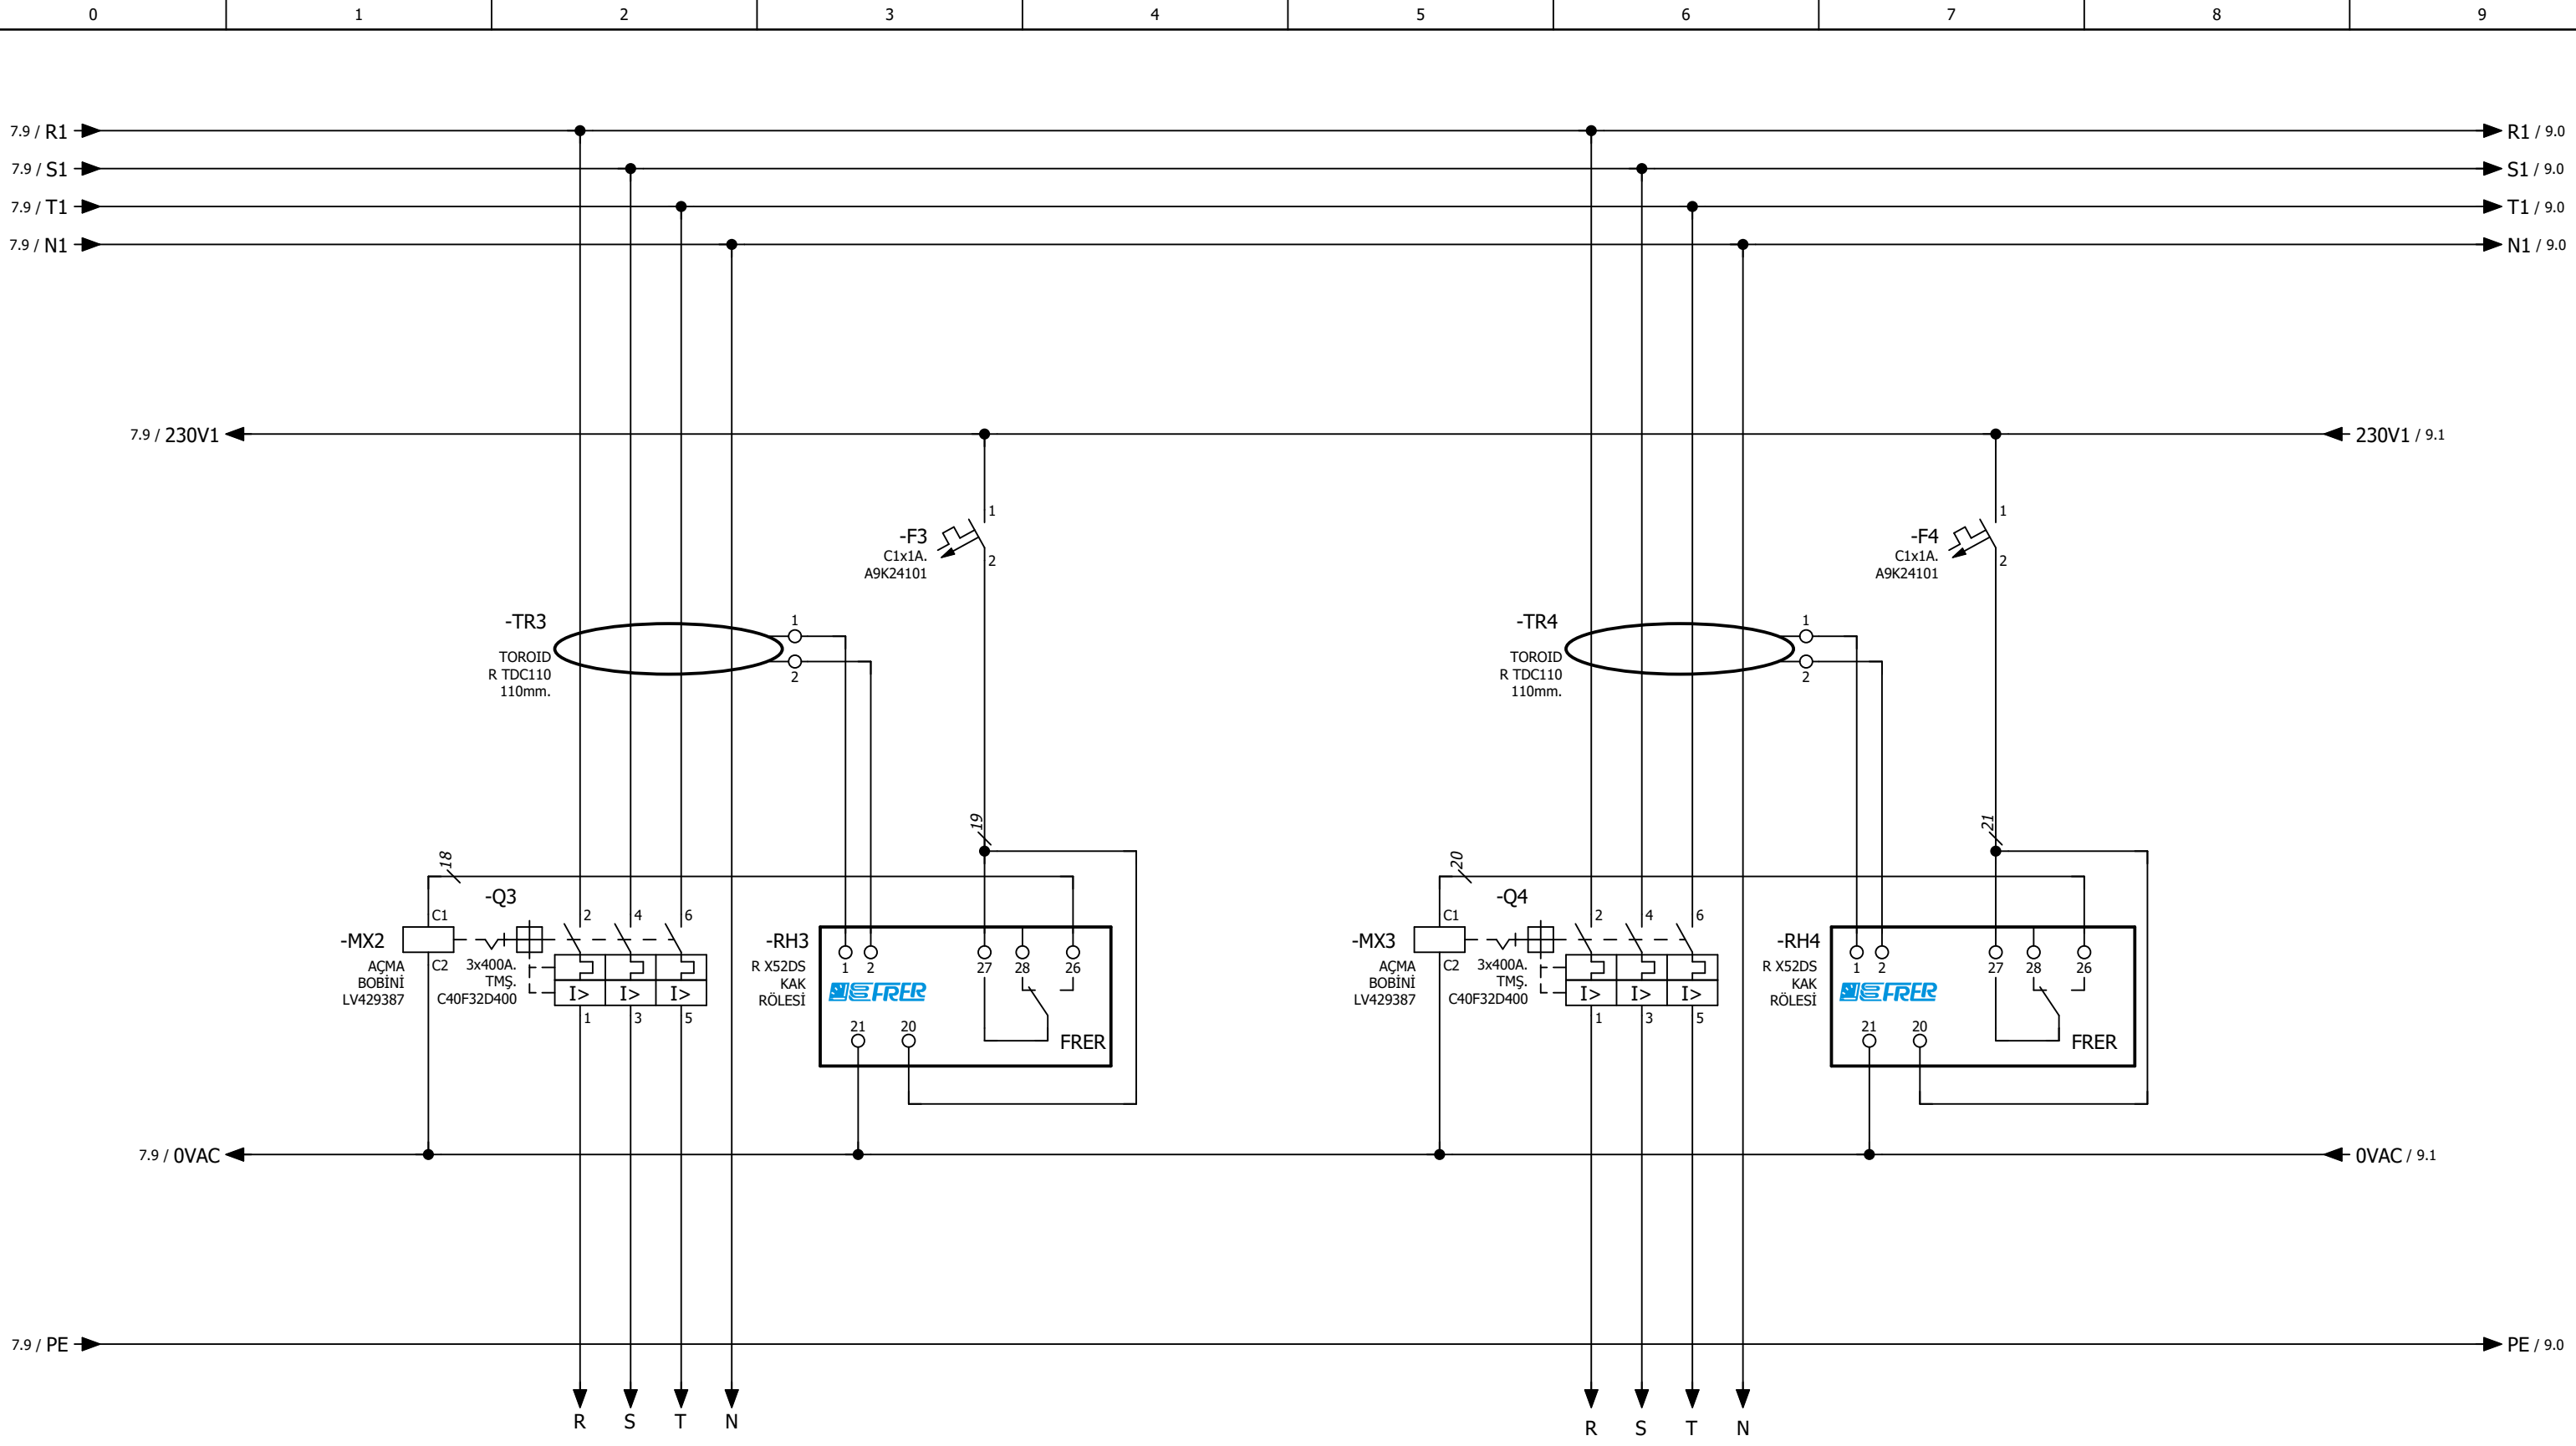 0 1 2 3 4 5 6 7 8 9
7.9 / R1
R1 / 9.0
7.9 / S1
S1 / 9.0
7.9 / T1
T1 / 9.0
7.9 / N1
N1 / 9.0
7.9 / 230V1
230V1 / 9.1
1
-F3
C1x1A.
A9K24101
2
1
-F4
C1x1A.
A9K24101
2
-TR3
TOROID
R TDC110
110mm.
1
2
-TR4
TOROID
R TDC110
110mm.
1
2
19
21
18
20
-Q3
3x400A.
TMŞ.
C40F32D400
2 4 6
I> I> I>
1 3 5
C1
-MX2
AÇMA
BOBİNİ
LV429387
C2
-RH3
R X52DS
KAK
RÖLESİ
1 2 27 28 26
FRER
21 20
FRER
-Q4
3x400A.
TMŞ.
C40F32D400
2 4 6
I> I> I>
1 3 5
C1
-MX3
AÇMA
BOBİNİ
LV429387
C2
-RH4
R X52DS
KAK
RÖLESİ
1 2 27 28 26
FRER
21 20
FRER
7.9 / 0VAC
0VAC / 9.1
7.9 / PE
PE / 9.0
R S T N
R S T N